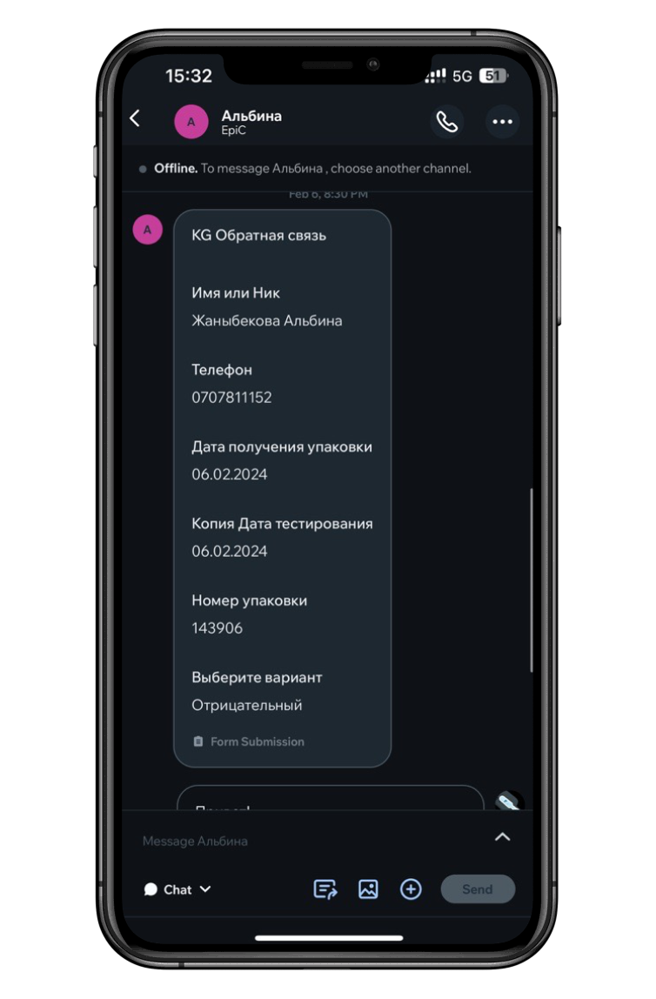 15:32
5G 51
А
Альбина
EpiC
Offline. To message Альбина , choose another channel.
Feb 6, 8:30 PM
А
KG Обратная связь
Имя или Ник
Жаныбекова Альбина
Телефон
0707811152
Дата получения упаковки
06.02.2024
Копия Дата тестирования
06.02.2024
Номер упаковки
143906
Выберите вариант
Отрицательный
Form Submission
Message Альбина
Chat
Send